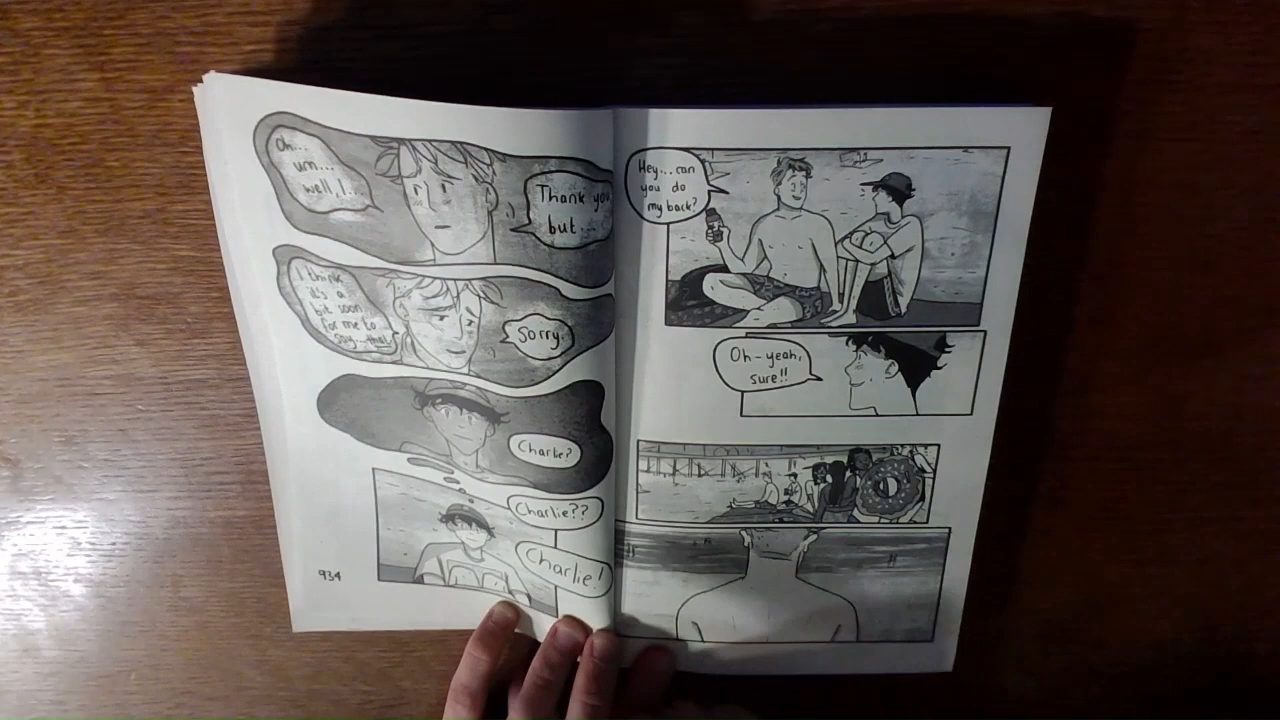 Oh...
um...
well, I...
Thank you
but...
I think
it's a
bit soon
for me to
say...that
Sorry.
Charlie?
Charlie??
Charlie!
934
Hey...can
you do
my back?
Oh-yeah,
sure!!